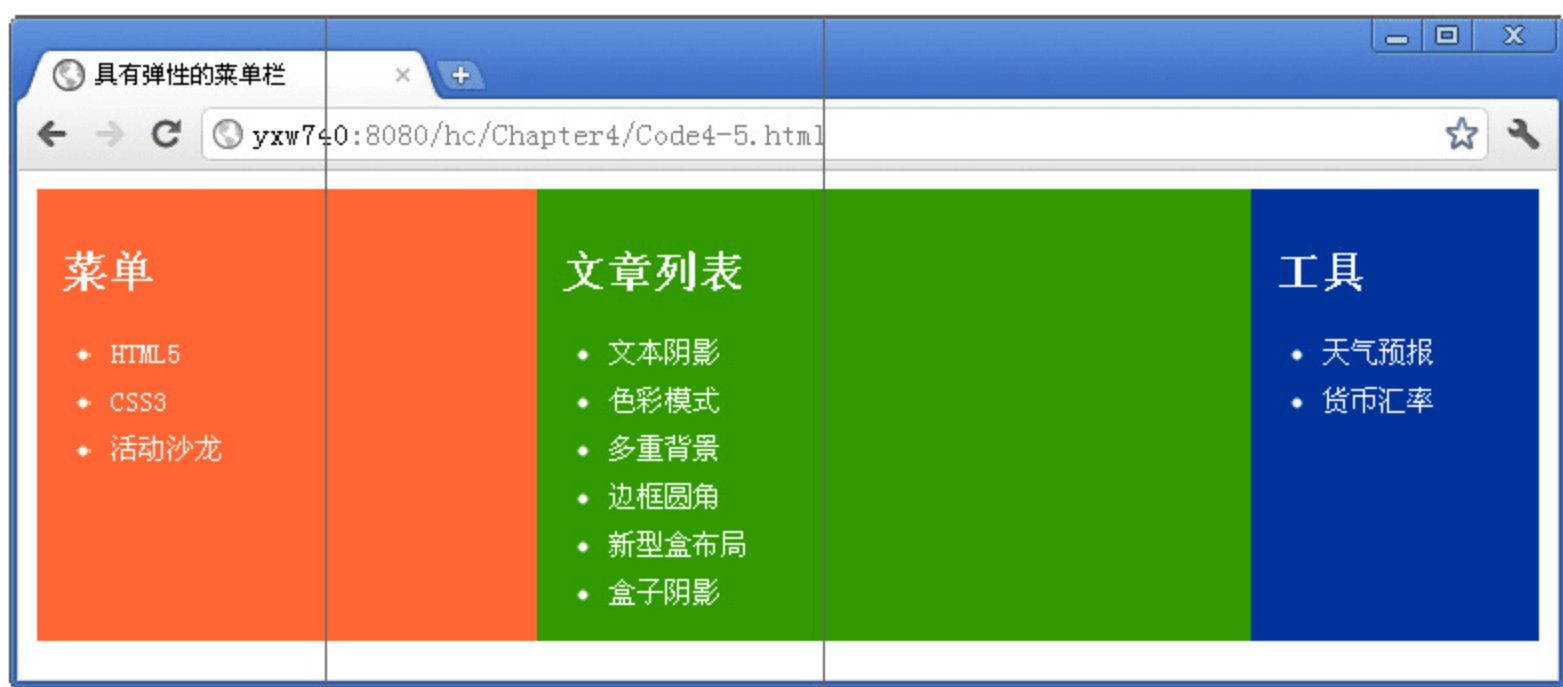 具有弹性的菜单栏
yxw740:8080/hc/Chapter4/Code4-5.html
菜单
HTML5
CSS3
活动沙龙
文章列表
文本阴影
色彩模式
多重背景
边框圆角
新型盒布局
盒子阴影
工具
天气预报
货币汇率